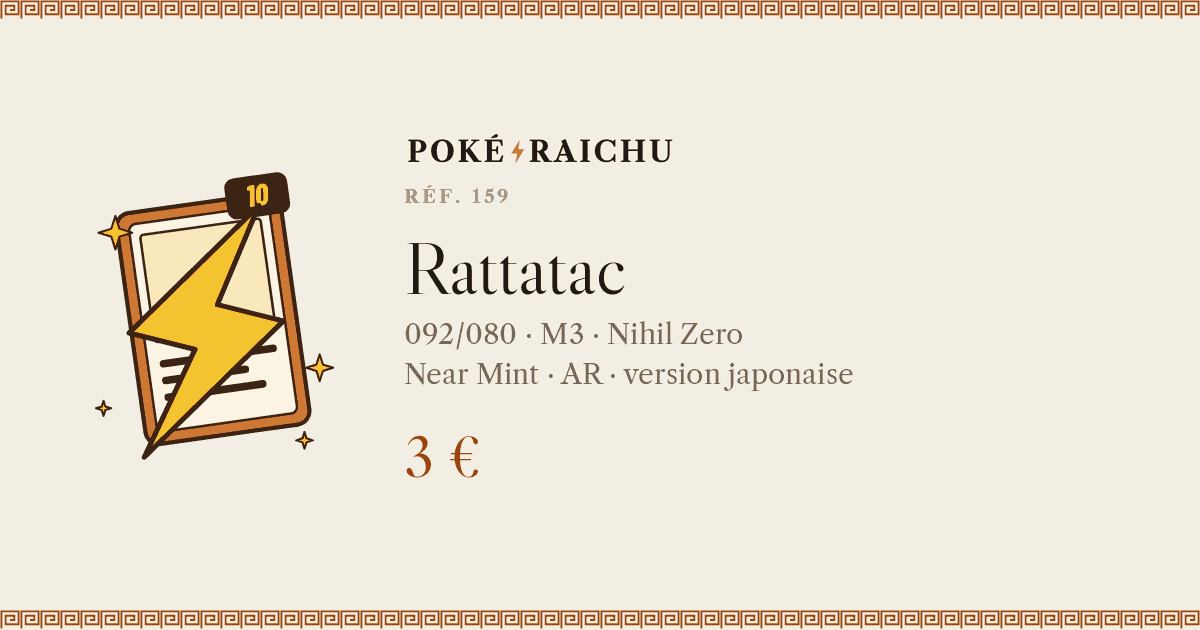 POKÉ RAICHU
RÉF. 159
10
Rattatac
092/080 · M3 · Nihil Zero
Near Mint · AR · version japonaise
3 €